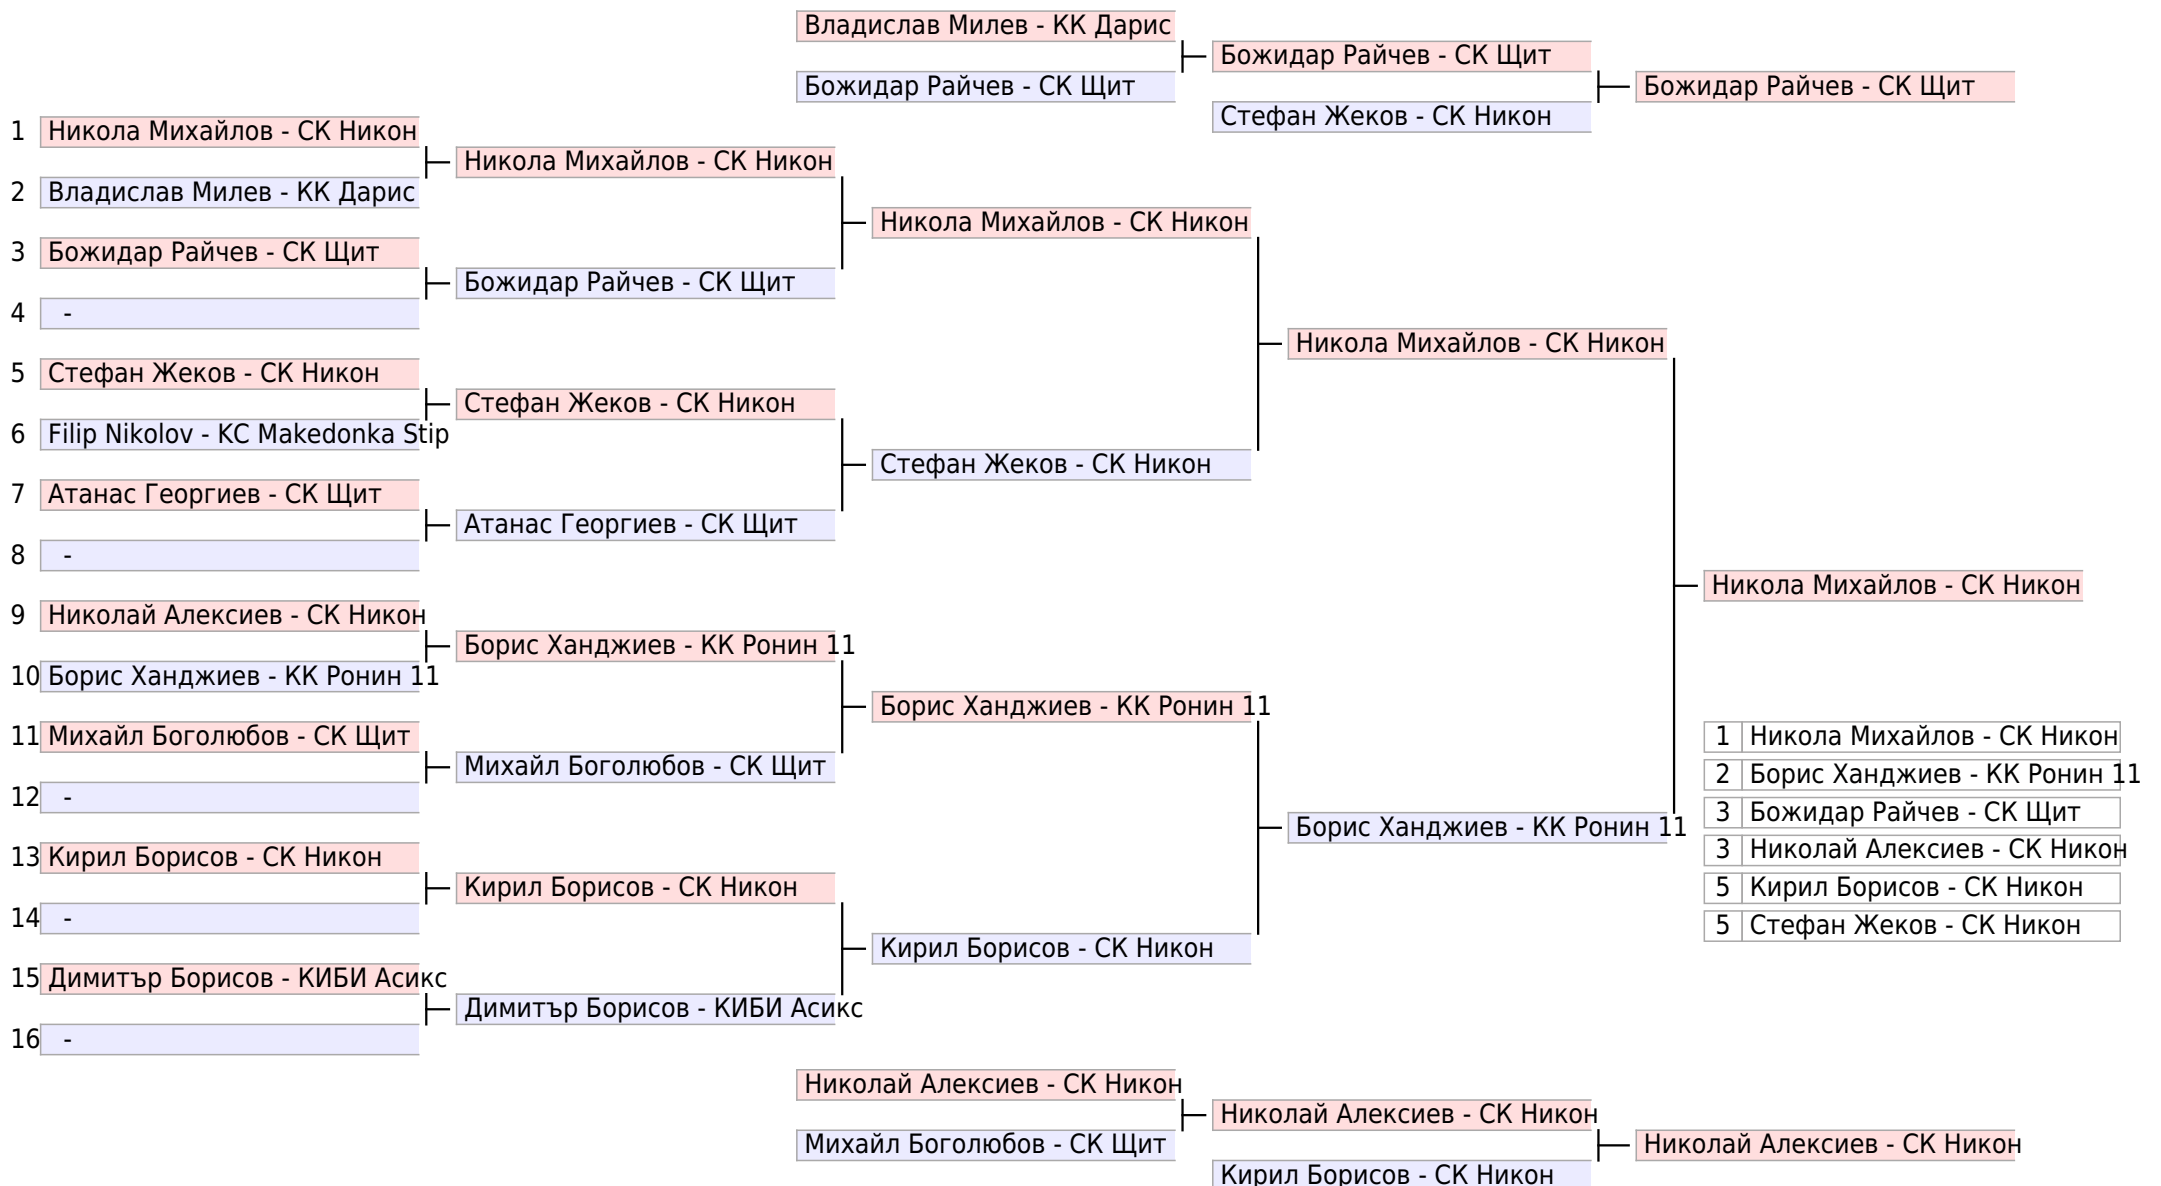 Владислав Милев - КК Дарис
Божидар Райчев - СК Щит
Божидар Райчев - СК Щит
Стефан Жеков - СК Никон
Божидар Райчев - СК Щит
1 Никола Михайлов - СК Никон
2 Владислав Милев - КК Дарис
3 Божидар Райчев - СК Щит
4 -
5 Стефан Жеков - СК Никон
6 Filip Nikolov - KC Makedonka Stip
7 Атанас Георгиев - СК Щит
8 -
9 Николай Алексиев - СК Никон
10 Борис Ханджиев - КК Ронин 11
11 Михайл Боголюбов - СК Щит
12 -
13 Кирил Борисов - СК Никон
14 -
15 Димитър Борисов - КИБИ Асикс
16 -
Никола Михайлов - СК Никон
Божидар Райчев - СК Щит
Стефан Жеков - СК Никон
Атанас Георгиев - СК Щит
Борис Ханджиев - КК Ронин 11
Михайл Боголюбов - СК Щит
Кирил Борисов - СК Никон
Димитър Борисов - КИБИ Асикс
Никола Михайлов - СК Никон
Стефан Жеков - СК Никон
Борис Ханджиев - КК Ронин 11
Кирил Борисов - СК Никон
Никола Михайлов - СК Никон
Борис Ханджиев - КК Ронин 11
Никола Михайлов - СК Никон
1 Никола Михайлов - СК Никон
2 Борис Ханджиев - КК Ронин 11
3 Божидар Райчев - СК Щит
3 Николай Алексиев - СК Никон
5 Кирил Борисов - СК Никон
5 Стефан Жеков - СК Никон
Николай Алексиев - СК Никон
Михайл Боголюбов - СК Щит
Николай Алексиев - СК Никон
Кирил Борисов - СК Никон
Николай Алексиев - СК Никон